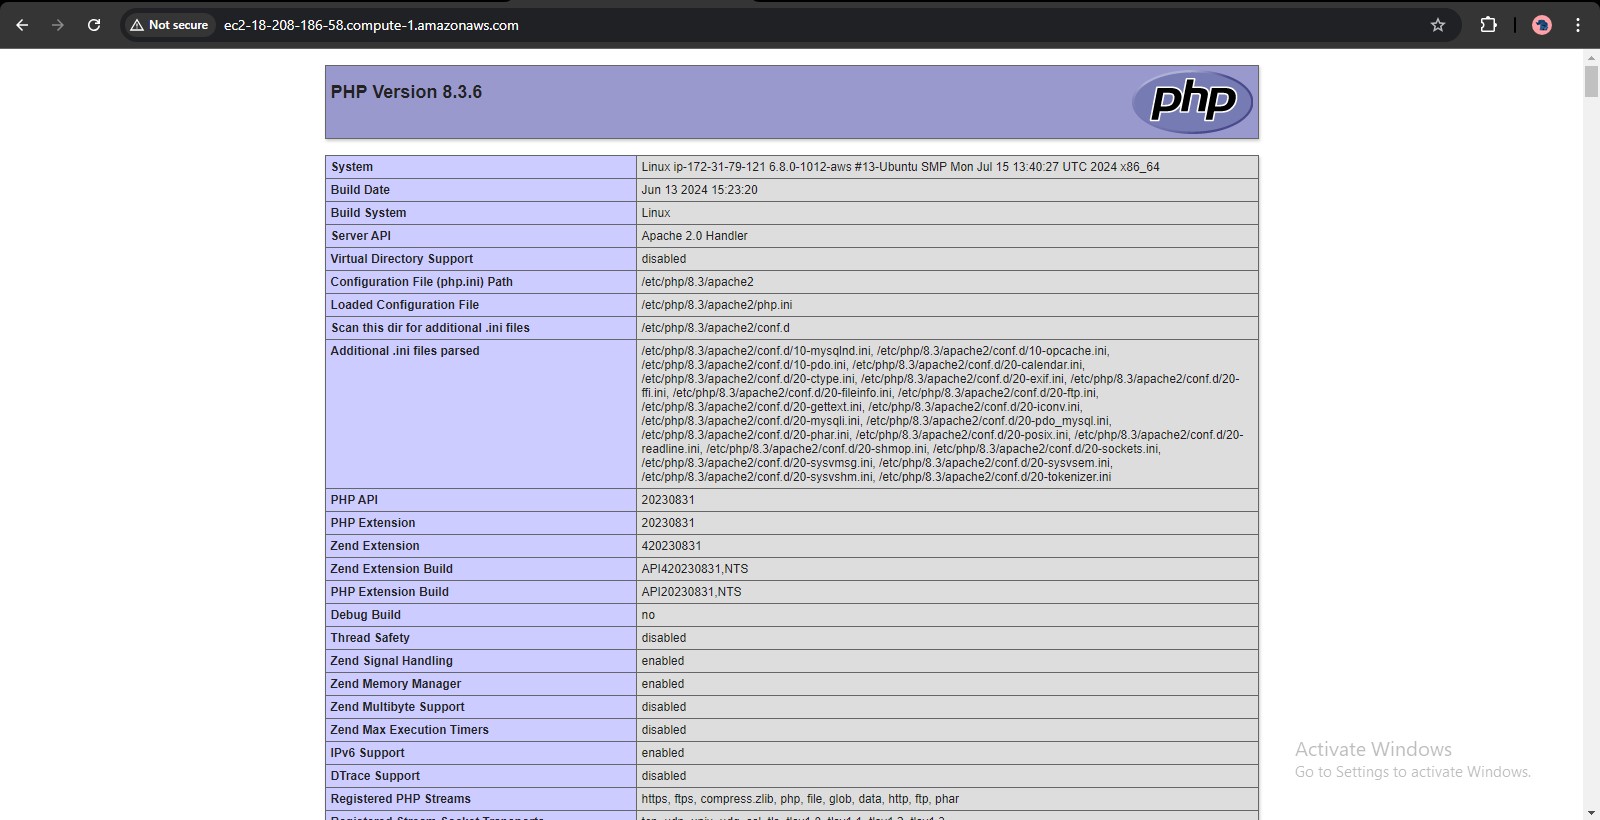 Not secure ec2-18-208-186-58.compute-1.amazonaws.com
PHP Version 8.3.6
php
System Linux ip-172-31-79-121 6.8.0-1012-aws #13-Ubuntu SMP Mon Jul 15 13:40:27 UTC 2024 x86_64
Build Date Jun 13 2024 15:23:20
Build System Linux
Server API Apache 2.0 Handler
Virtual Directory Support disabled
Configuration File (php.ini) Path /etc/php/8.3/apache2
Loaded Configuration File /etc/php/8.3/apache2/php.ini
Scan this dir for additional .ini files /etc/php/8.3/apache2/conf.d
Additional .ini files parsed /etc/php/8.3/apache2/conf.d/10-mysqlnd.ini, /etc/php/8.3/apache2/conf.d/10-opcache.ini,
/etc/php/8.3/apache2/conf.d/10-pdo.ini, /etc/php/8.3/apache2/conf.d/20-calendar.ini,
/etc/php/8.3/apache2/conf.d/20-ctype.ini, /etc/php/8.3/apache2/conf.d/20-exif.ini, /etc/php/8.3/apache2/conf.d/20-
ffi.ini, /etc/php/8.3/apache2/conf.d/20-fileinfo.ini, /etc/php/8.3/apache2/conf.d/20-ftp.ini,
/etc/php/8.3/apache2/conf.d/20-gettext.ini, /etc/php/8.3/apache2/conf.d/20-iconv.ini,
/etc/php/8.3/apache2/conf.d/20-mysqli.ini, /etc/php/8.3/apache2/conf.d/20-pdo_mysql.ini,
/etc/php/8.3/apache2/conf.d/20-phar.ini, /etc/php/8.3/apache2/conf.d/20-posix.ini, /etc/php/8.3/apache2/conf.d/20-
readline.ini, /etc/php/8.3/apache2/conf.d/20-shmop.ini, /etc/php/8.3/apache2/conf.d/20-sockets.ini,
/etc/php/8.3/apache2/conf.d/20-sysvmsg.ini, /etc/php/8.3/apache2/conf.d/20-sysvsem.ini,
/etc/php/8.3/apache2/conf.d/20-sysvshm.ini, /etc/php/8.3/apache2/conf.d/20-tokenizer.ini
PHP API 20230831
PHP Extension 20230831
Zend Extension 420230831
Zend Extension Build API420230831,NTS
PHP Extension Build API20230831,NTS
Debug Build no
Thread Safety disabled
Zend Signal Handling enabled
Zend Memory Manager enabled
Zend Multibyte Support disabled
Zend Max Execution Timers disabled
IPv6 Support enabled
DTrace Support disabled
Registered PHP Streams https, ftps, compress.zlib, php, file, glob, data, http, ftp, phar
Activate Windows
Go to Settings to activate Windows.